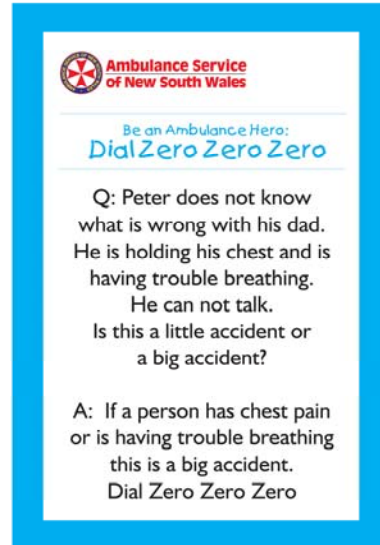 Ambulance Service
of New South Wales
Be an Ambulance Hero:
Dial Zero Zero Zero
Q: Peter does not know
what is wrong with his dad.
He is holding his chest and is
having trouble breathing.
He can not talk.
Is this a little accident or
a big accident?
A: If a person has chest pain
or is having trouble breathing
this is a big accident.
Dial Zero Zero Zero